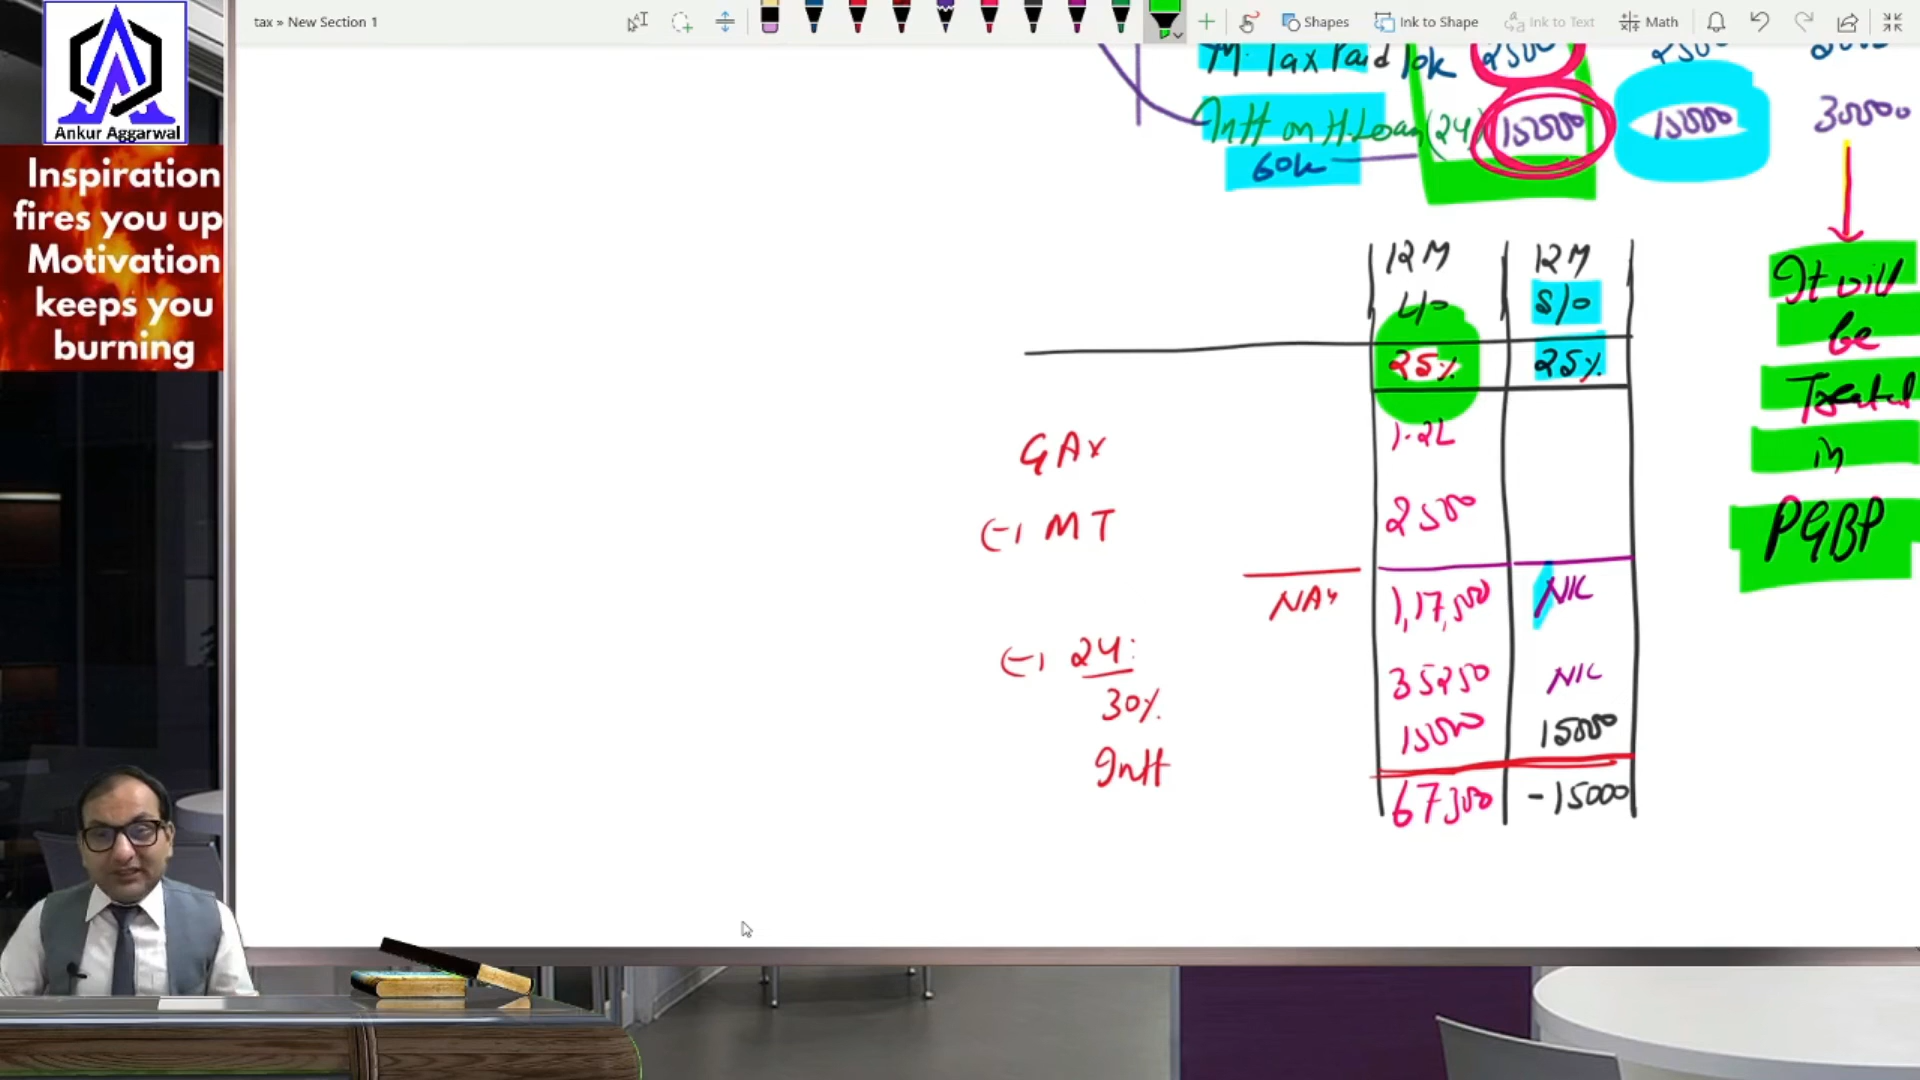 tax » New Section 1
Shapes
Ink to Shape
Ink to Text
Math
Ankur Aggarwal
Inspiration
fires you up
Motivation
keeps you
burning
M. Tax Paid 10k 2500 2500
Intt on H.Loan (24) 15000 15000 30000
60k
12M 12M
L/o S/o
25% 25%
GAV 1.2L
(-) MT 2500
NAV 1,17,500 NIL
(-) 24:
30% 35250 NIL
Intt 15000 15000
67300 -15000
It will
be
Treated
in
PGBP